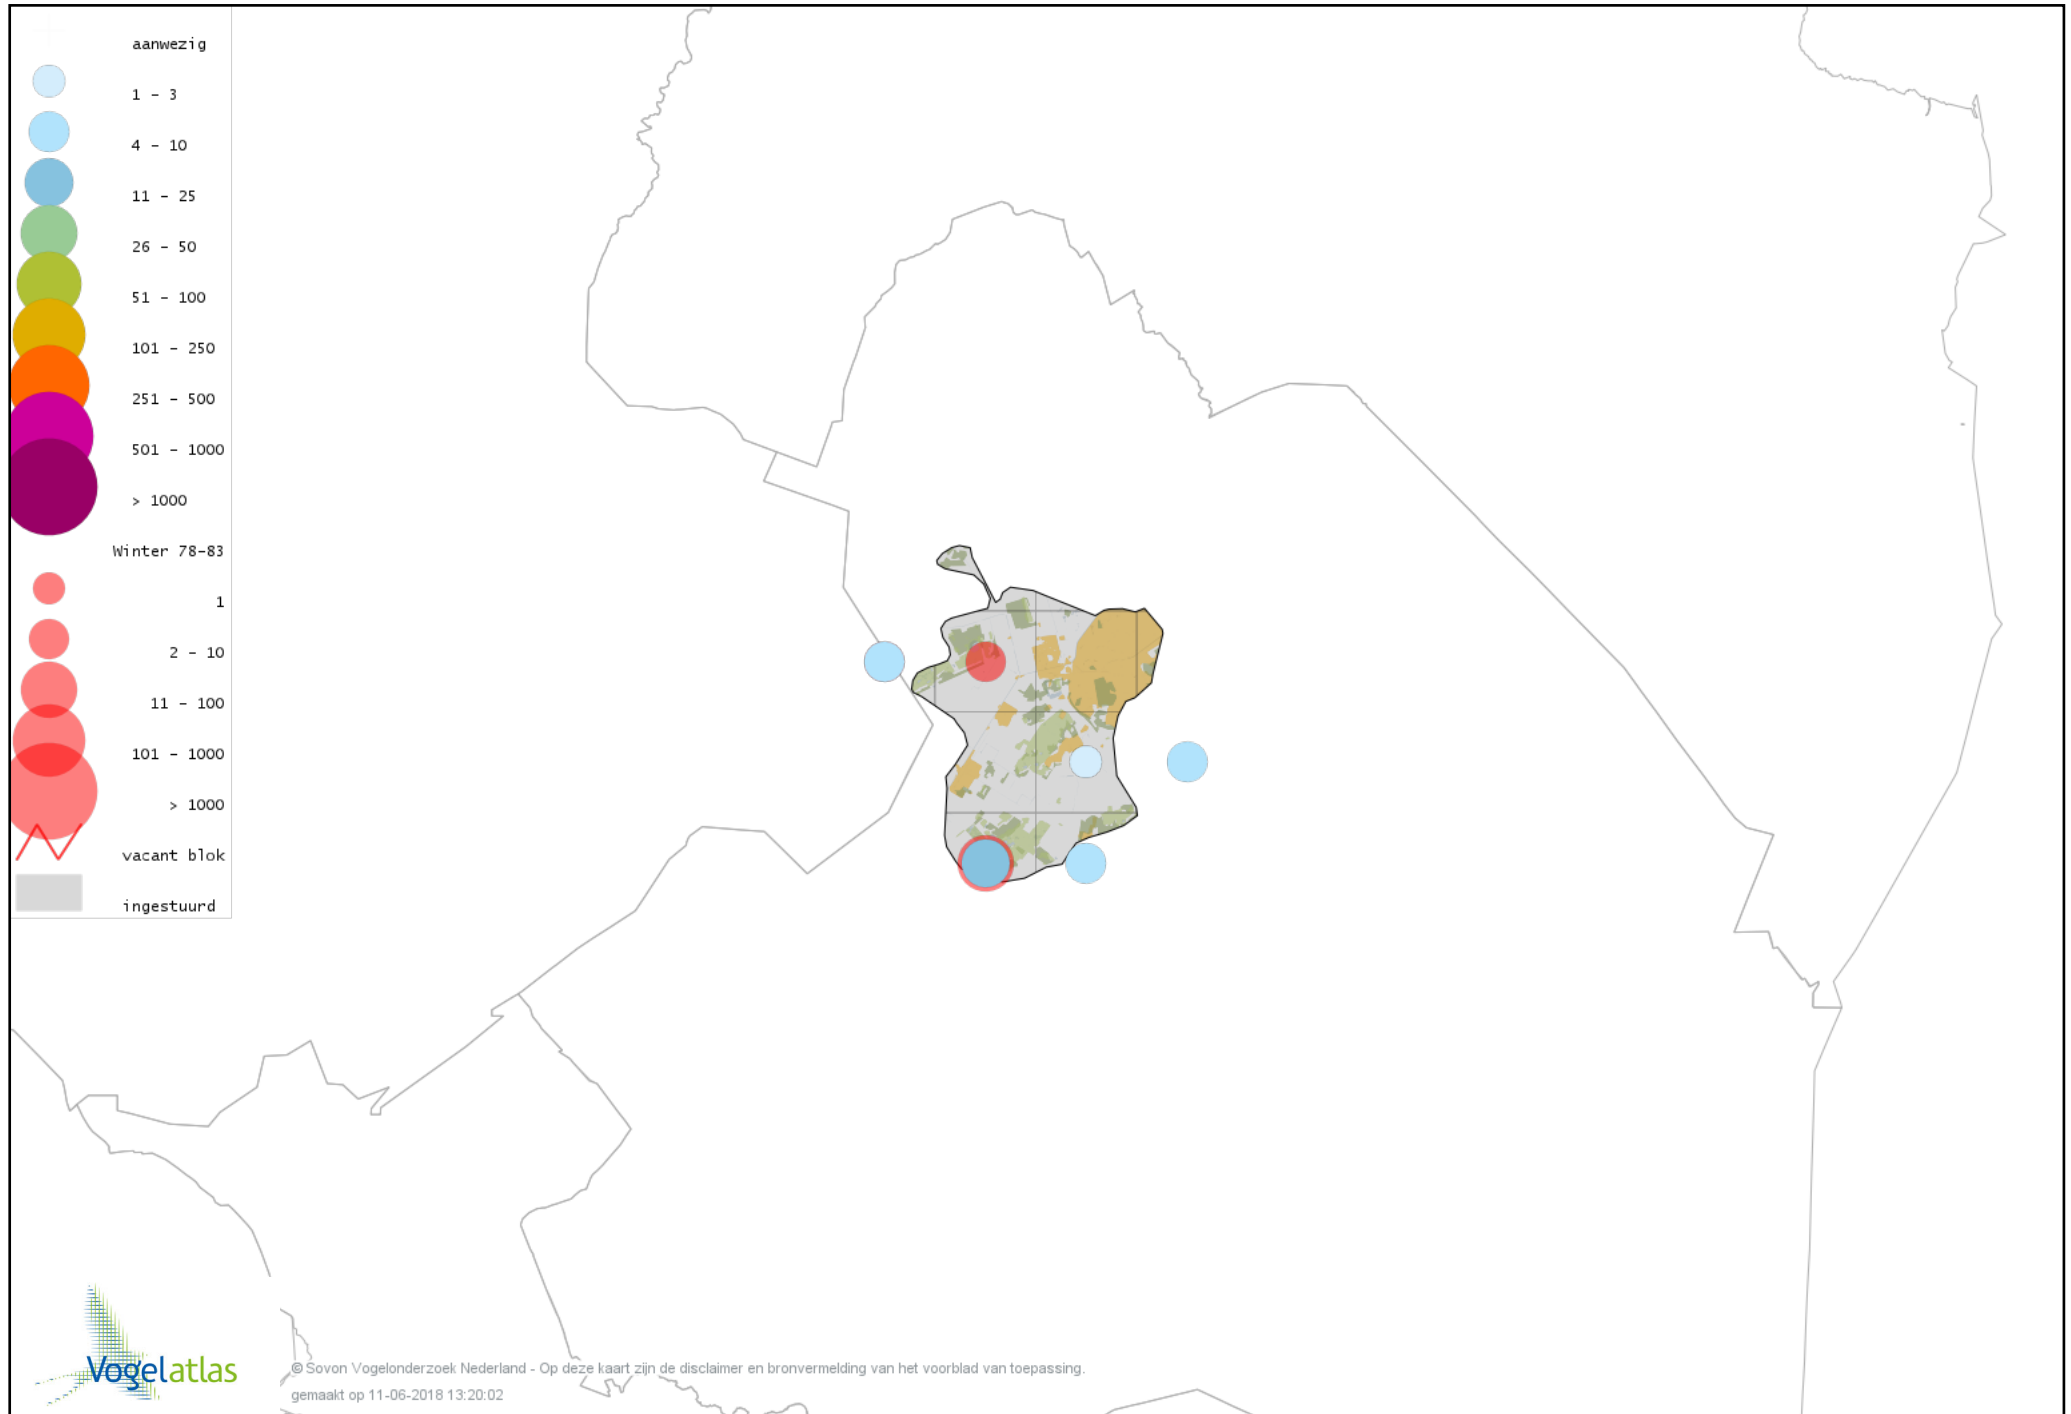 aanwezig
1 - 3
4 - 10
11 - 25
26 - 50
51 - 100
101 - 250
251 - 500
501 - 1000
> 1000
Winter 78-83
1
2 - 10
11 - 100
101 - 1000
> 1000
vacant blok
ingestuurd
Vogelatlas
© Sovon Vogelonderzoek Nederland - Op deze kaart zijn de disclaimer en bronvermelding van het voorblad van toepassing.
gemaakt op 11-06-2018 13:20:02